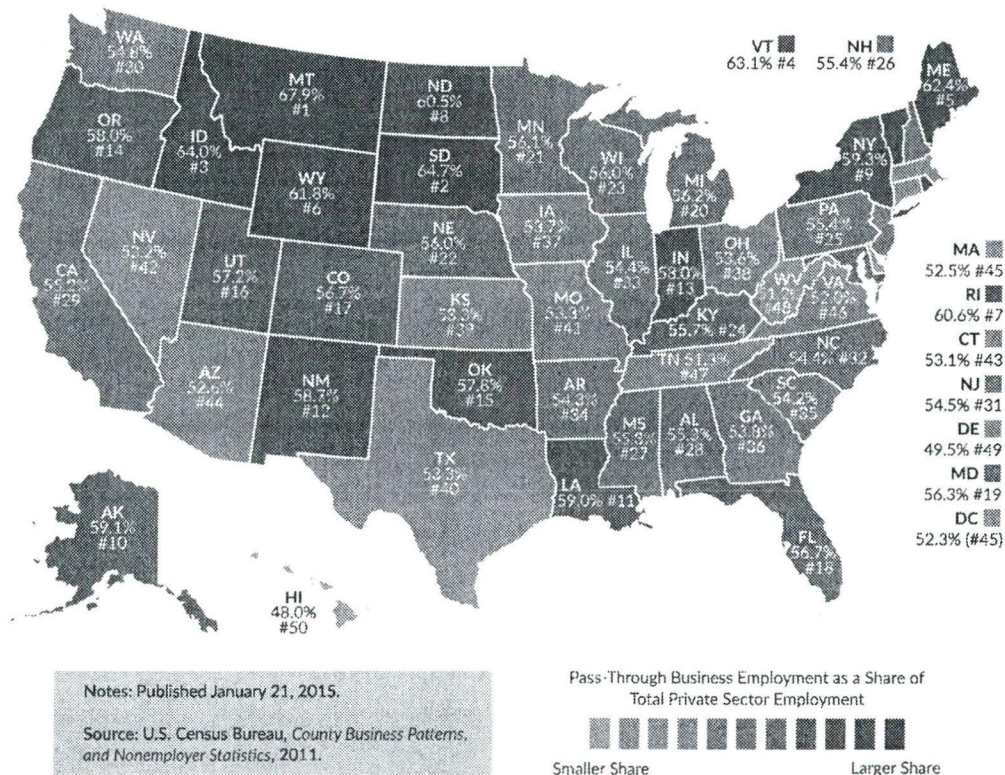 WA
54.8%
#30
MT
67.9%
#1
ND
60.5%
#8
MN
56.1%
#21
VT
63.1% #4
NH
55.4% #26
ME
62.4%
#5
OR
58.0%
#14
ID
64.0%
#3
WY
61.8%
#6
SD
64.7%
#2
WI
56.0%
#23
MI
56.2%
#20
NY
59.3%
#9
NV
#42
UT
57.2%
#16
CO
56.7%
#17
NE
56.0%
#22
IA
53.7%
#37
IL
54.4%
#33
IN
58.0%
#13
OH
53.6%
#38
PA
55.4%
#25
CA
55.2%
#29
KS
53.3%
#39
MO
53.3%
#41
KY
55.7% #24
WV
#48
VA
52.0%
#46
MA
52.5% #45
RI
60.6% #7
CT
53.1% #43
NJ
54.5% #31
DE
49.5% #49
MD
56.3% #19
DC
52.3% (#45)
AZ
52.6%
#44
NM
58.7%
#12
OK
57.8%
#15
AR
54.3%
#34
TN 51.3%
#47
NC
54.4% #32
SC
54.2%
#35
TX
53.3%
#40
LA
59.0% #11
MS
55.3%
#27
AL
55.3%
#28
GA
53.8%
#36
FL
56.7%
#18
AK
59.1%
#10
HI
48.0%
#50
Notes: Published January 21, 2015.
Source: U.S. Census Bureau, County Business Patterns,
and Nonemployer Statistics, 2011.
Pass-Through Business Employment as a Share of
Total Private Sector Employment
Smaller Share
Larger Share